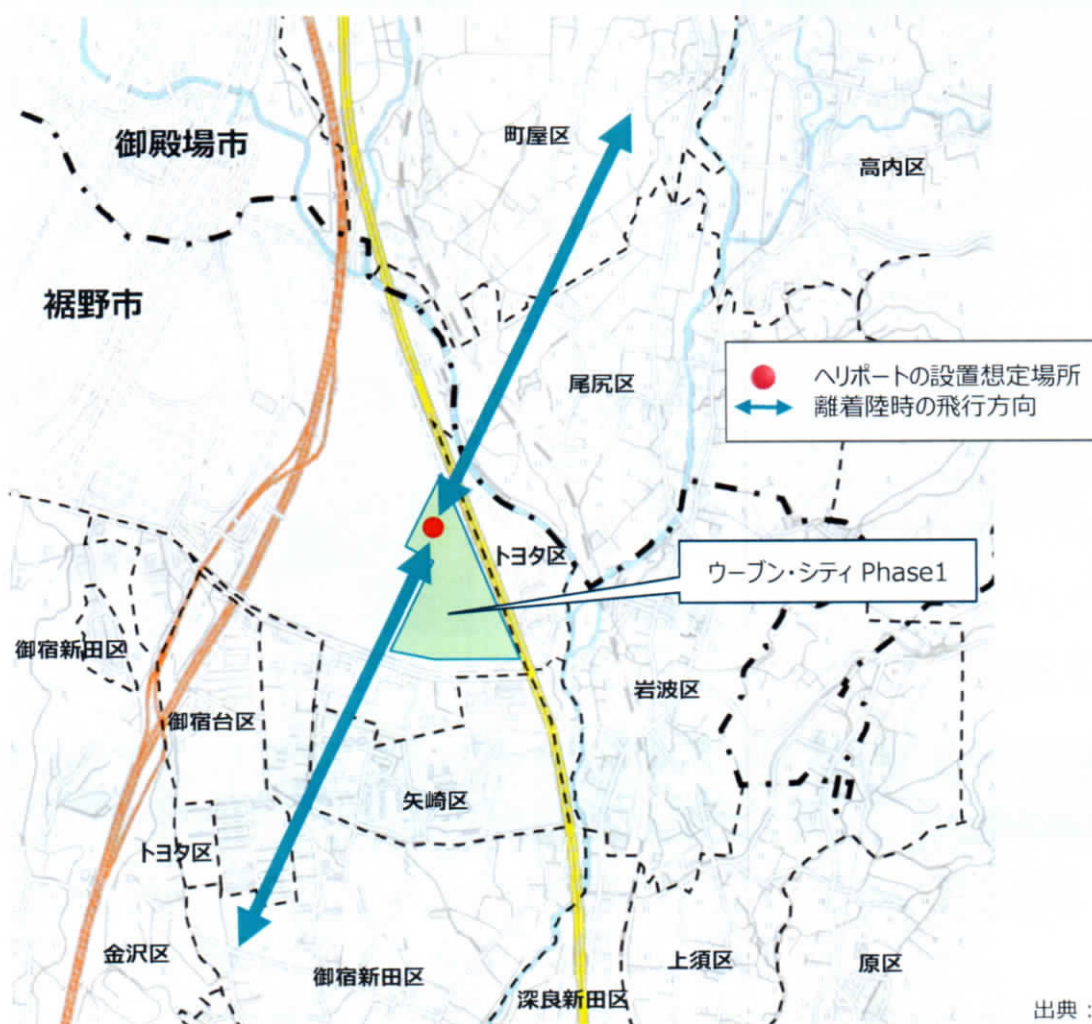 町屋区
御殿場市
高内区
裾野市
ヘリポートの設置想定場所
離着陸時の飛行方向
尾尻区
トヨタ区
ウーブン・シティ Phase1
御宿新田区
岩波区
御宿台区
矢崎区
トヨタ区
金沢区
御宿新田区
上須区
原区
深良新田区
出典：